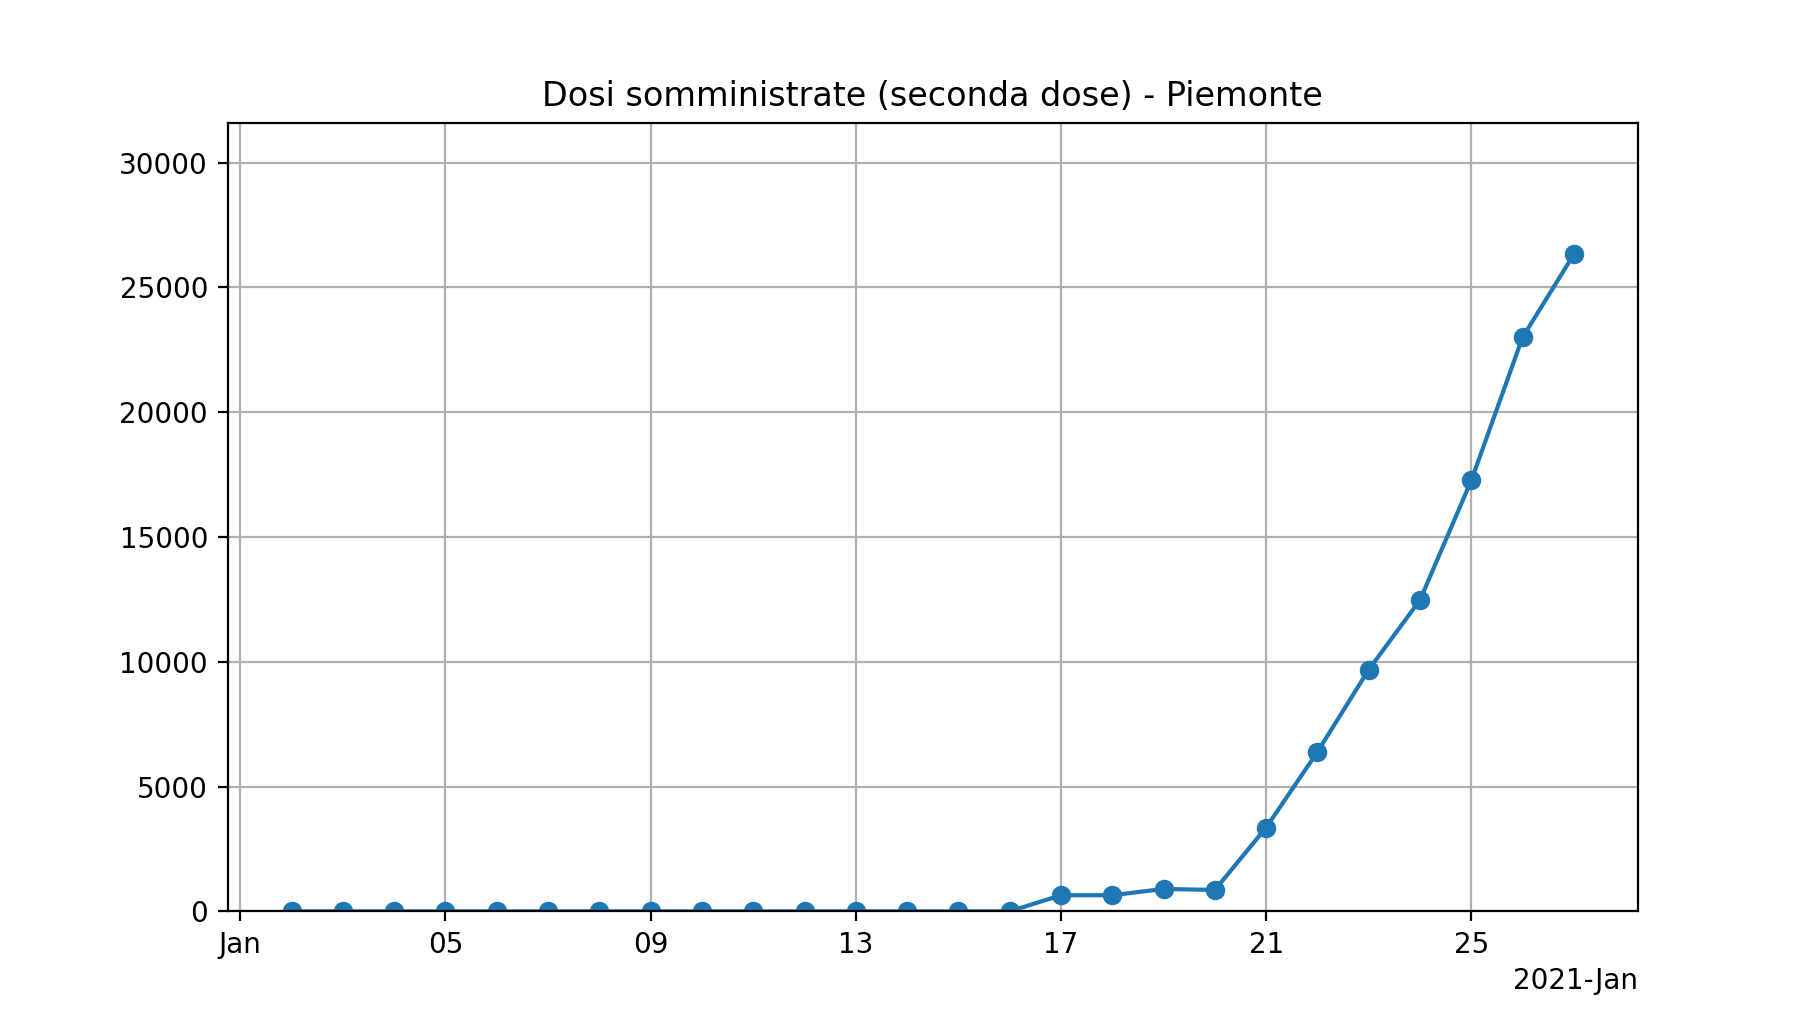 Dosi somministrate (seconda dose) - Piemonte
30000
25000
20000
15000
10000
5000
0
Jan 05 09 13 17 21 25
2021-Jan